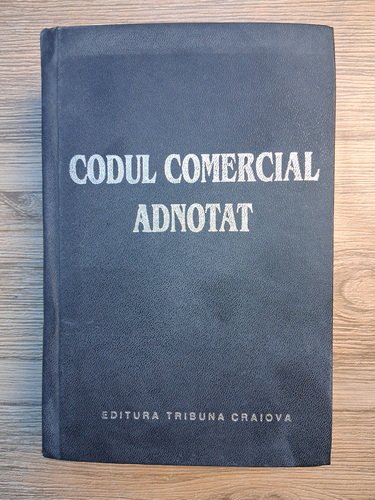 CODUL COMERCIAL
ADNOTAT
EDITURA TRIBUNA CRAIOVA